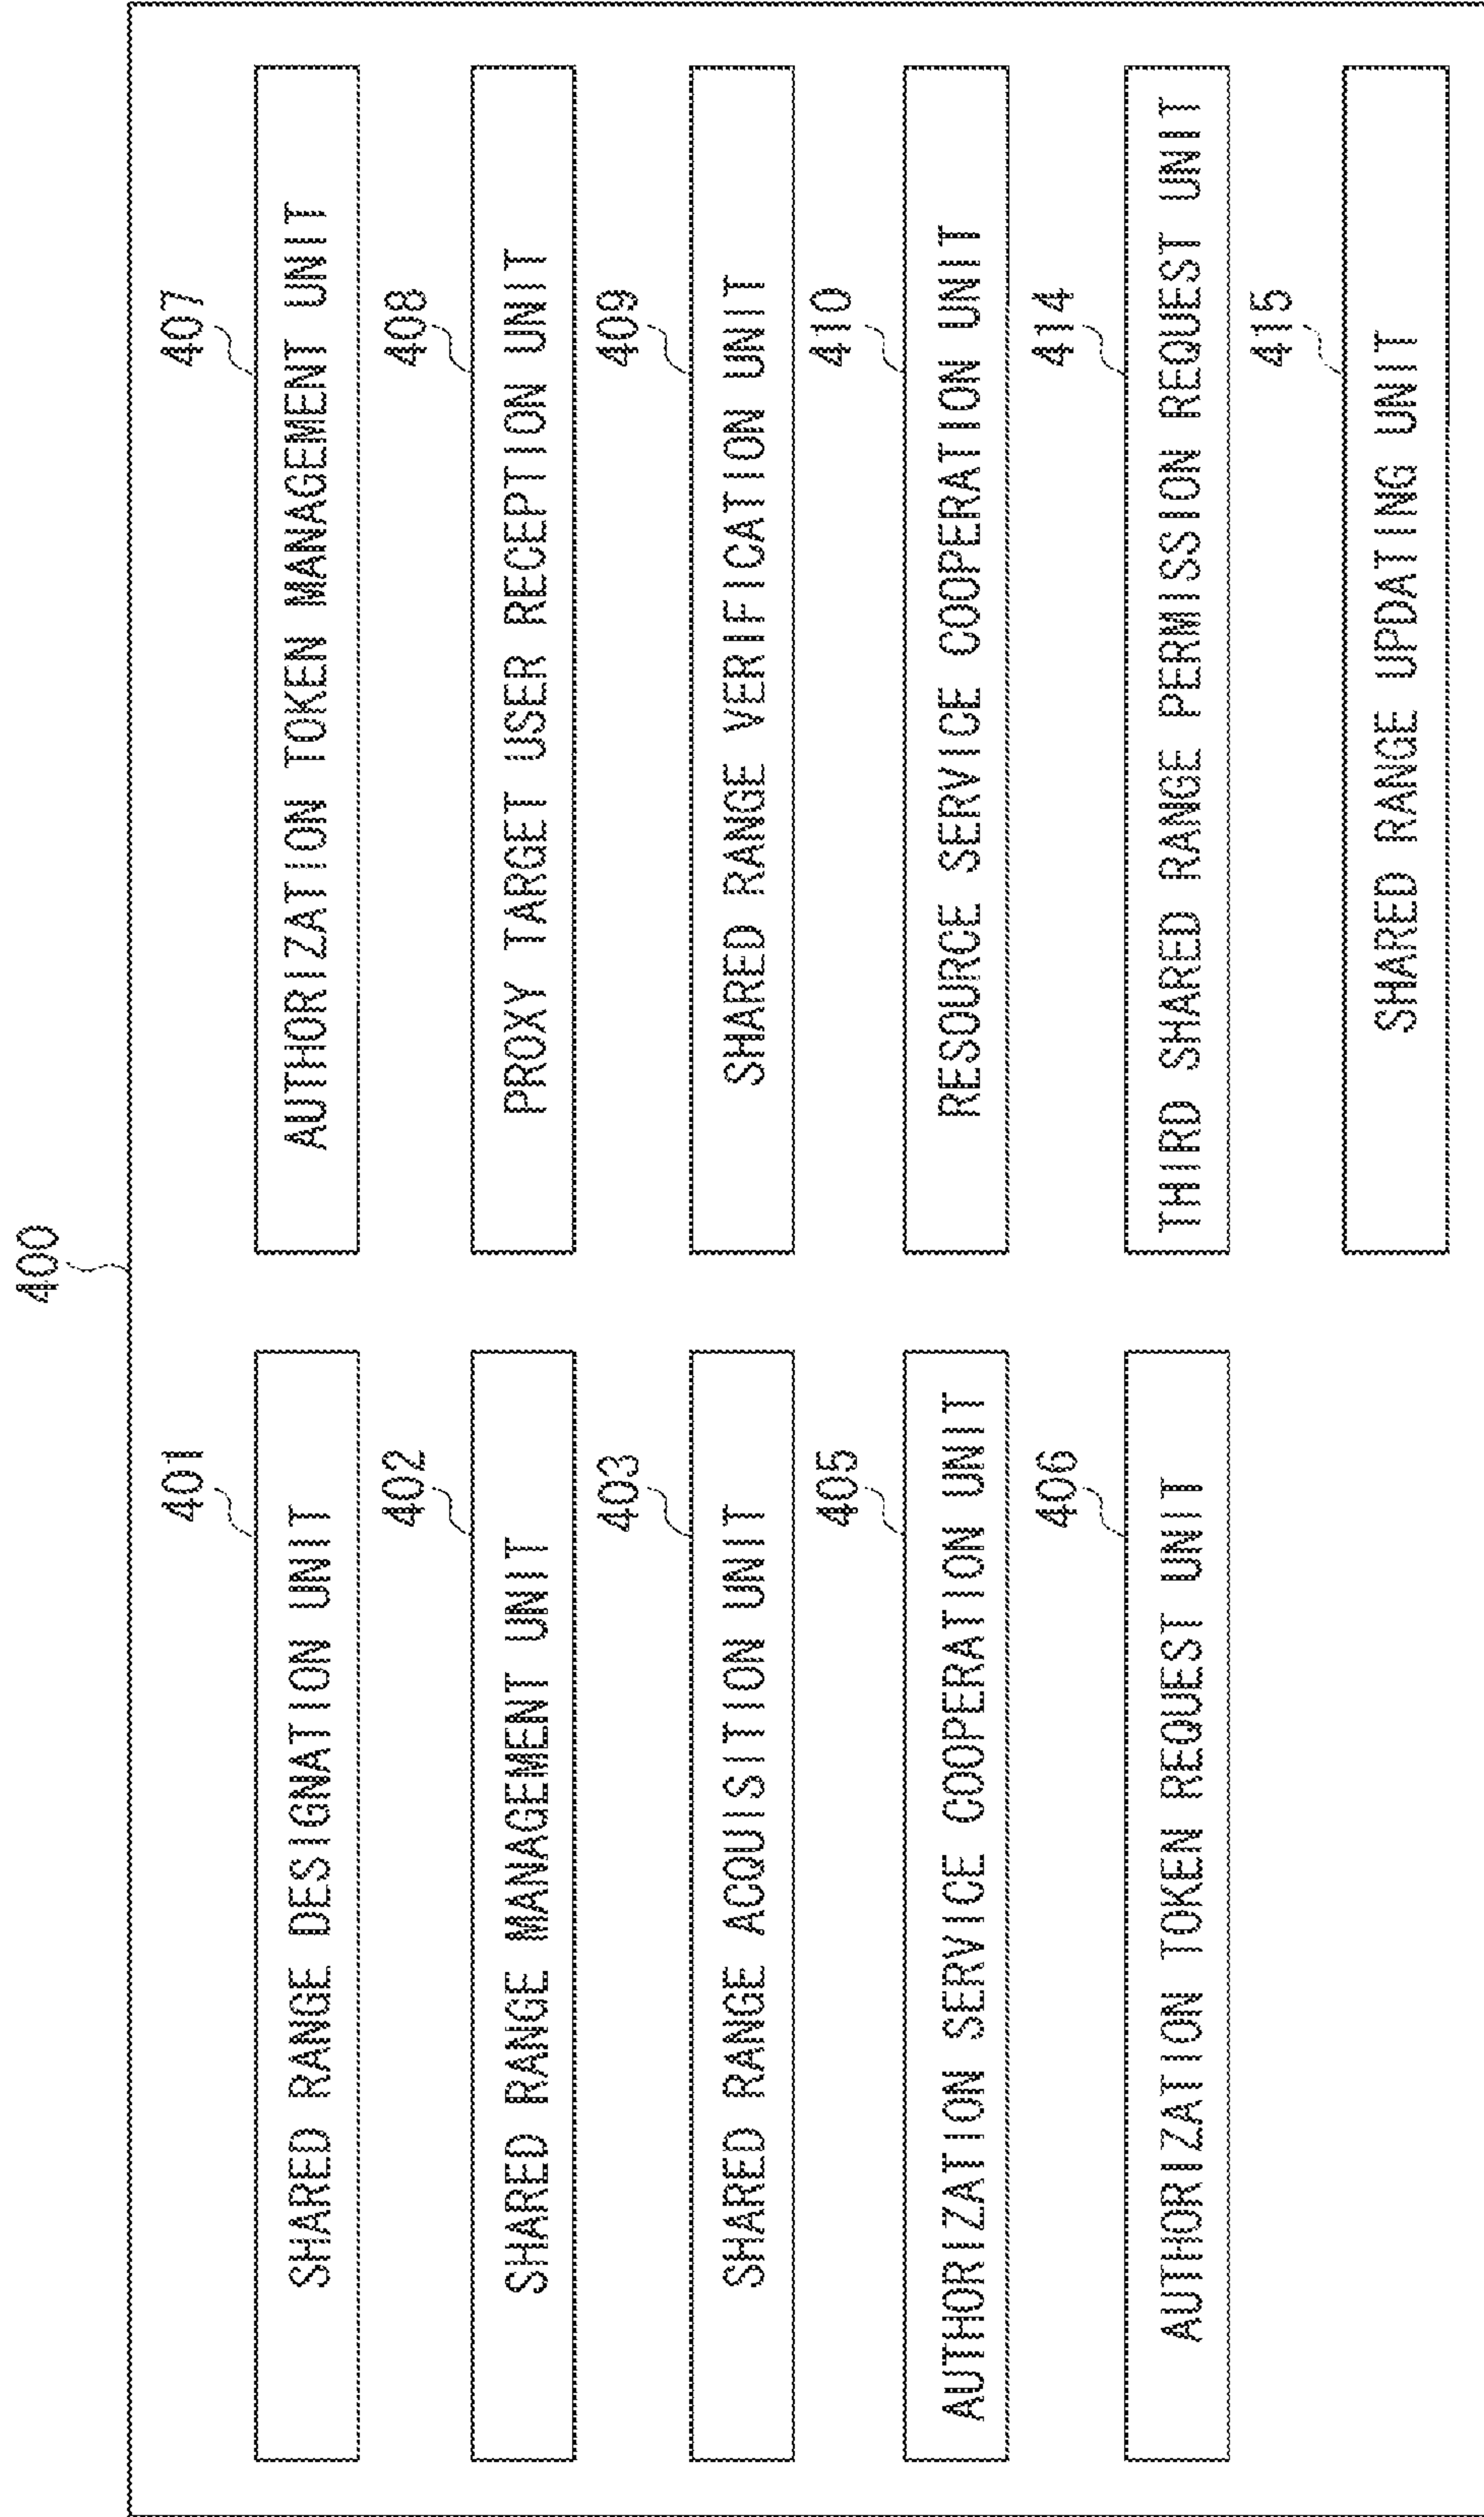 400
401
SHARED RANGE DESIGNATION UNIT
402
SHARED RANGE MANAGEMENT UNIT
403
SHARED RANGE ACQUISITION UNIT
405
AUTHORIZATION SERVICE COOPERATION UNIT
406
AUTHORIZATION TOKEN REQUEST UNIT
407
AUTHORIZATION TOKEN MANAGEMENT UNIT
408
PROXY TARGET USER RECEPTION UNIT
409
SHARED RANGE VERIFICATION UNIT
410
RESOURCE SERVICE COOPERATION UNIT
414
THIRD SHARED RANGE PERMISSION REQUEST UNIT
415
SHARED RANGE UPDATING UNIT